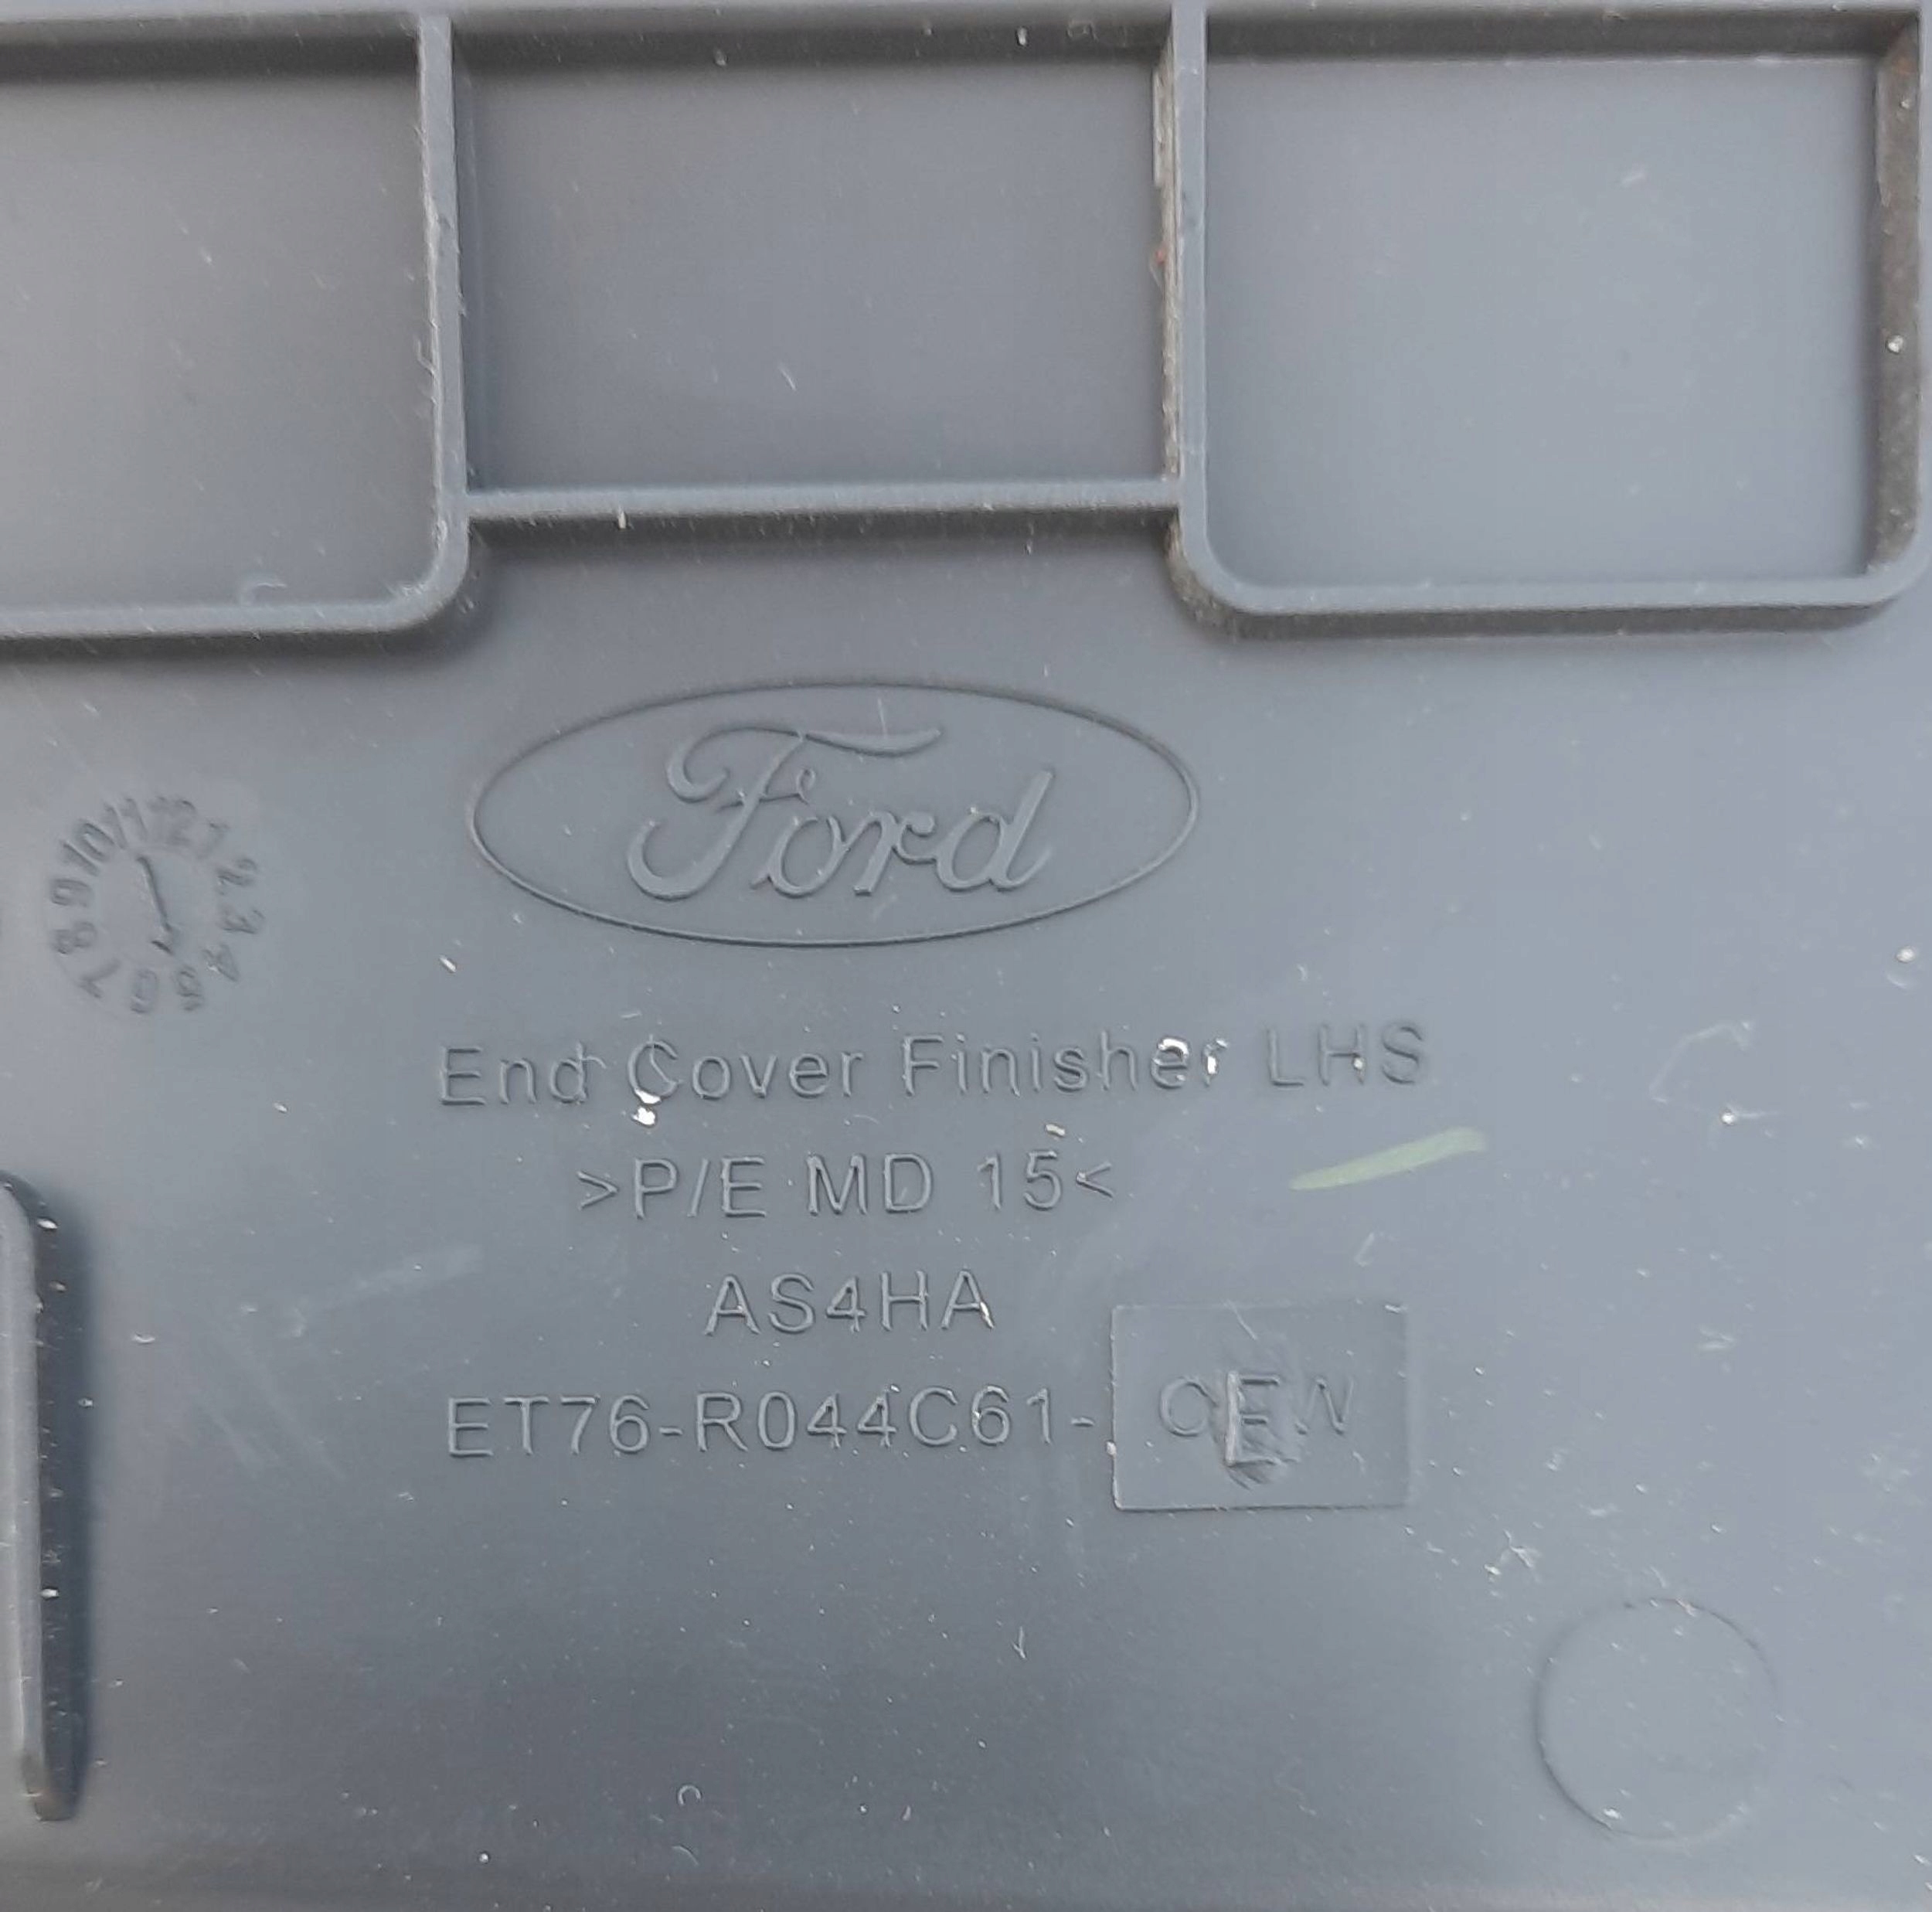 Ford
End Cover Finisher LHS
>P/E MD 15<
AS4HA
ET76-R044C61-